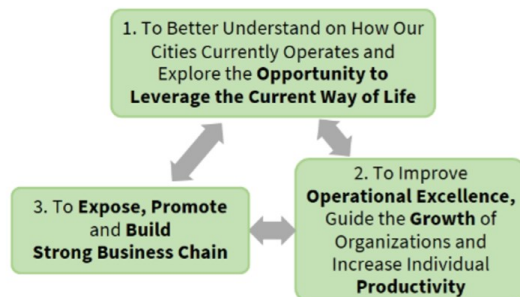 1. To Better Understand on How Our
Cities Currently Operates and
Explore the Opportunity to
Leverage the Current Way of Life
2. To Improve
Operational Excellence,
Guide the Growth of
Organizations and
Increase Individual
Productivity
3. To Expose, Promote
and Build
Strong Business Chain